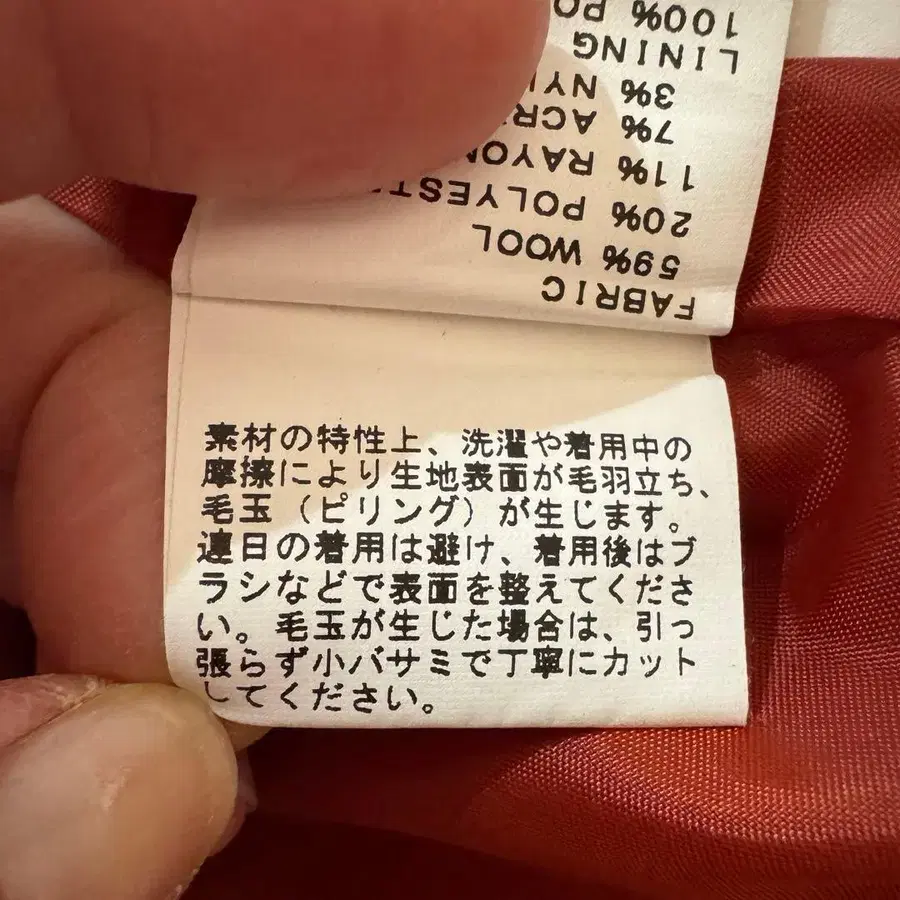 FABRIC
59% WOOL
20% POLYEST
11% RAYON
7% ACR
3% NYL
LINING
100% PO
素材の特性上、洗濯や着用中の
摩擦により生地表面が毛羽立ち、
毛玉（ピリング）が生じます。
連日の着用は避け、着用後はブ
ラシなどで表面を整えてくださ
い。毛玉が生じた場合は、引っ
張らず小バサミで丁寧にカット
してください。